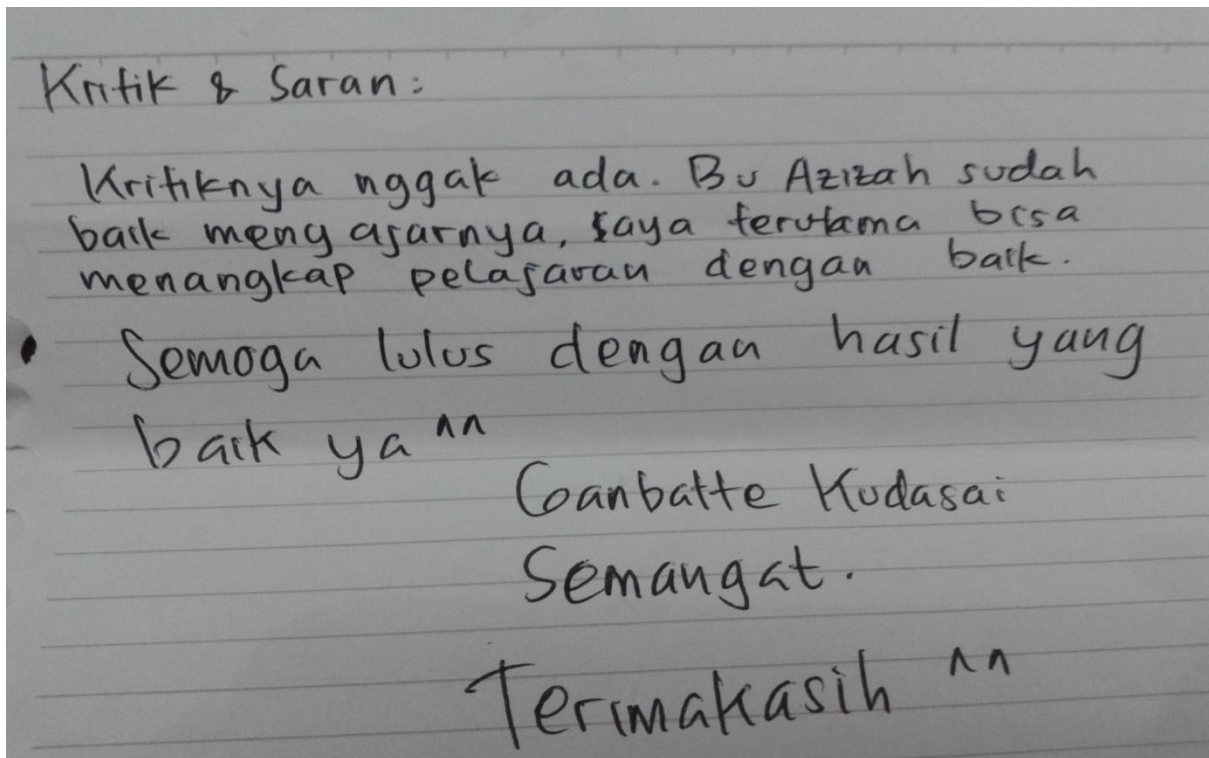 Kritik & Saran:
Kritiknya nggak ada. Bu Azizah sudah
baik mengajarnya, saya terutama bisa
menangkap pelajaran dengan baik.
Semoga lulus dengan hasil yang
baik ya ^^
Ganbatte Kudasai
Semangat.
Terimakasih ^^